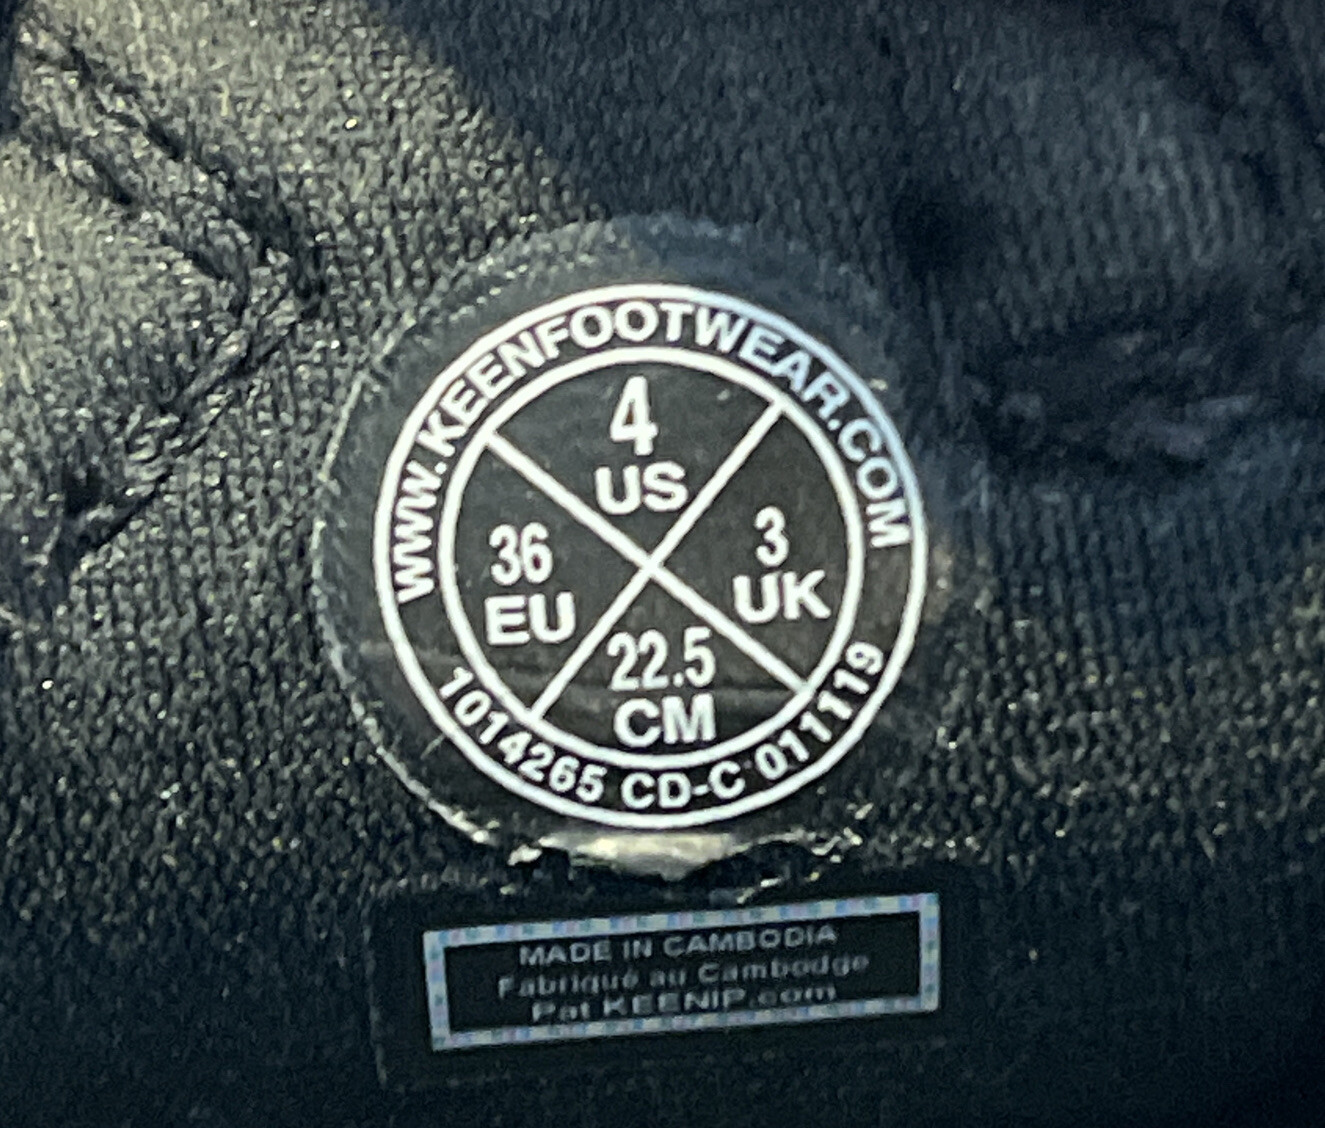 WWW.KEENFOOTWEAR.COM
4
US
36
EU
3
UK
22.5
CM
1014265 CD-C 011119
MADE IN CAMBODIA
Fabriqué au Cambodge
Pat KEENIP.com